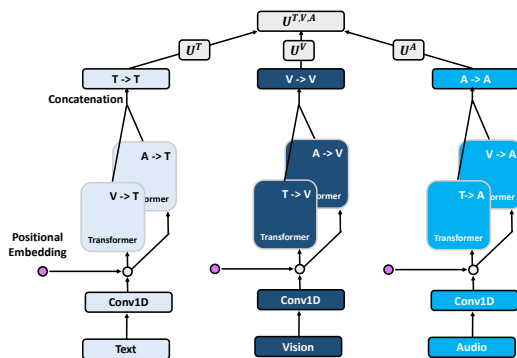 U^{T,V,A}
U^T U^V U^A
T -> T V -> V A -> A
Concatenation
A -> T A -> V V -> A
V -> T T -> V T-> A
Transformer Transformer Transformer
Positional
Embedding
Conv1D Conv1D Conv1D
Text Vision Audio